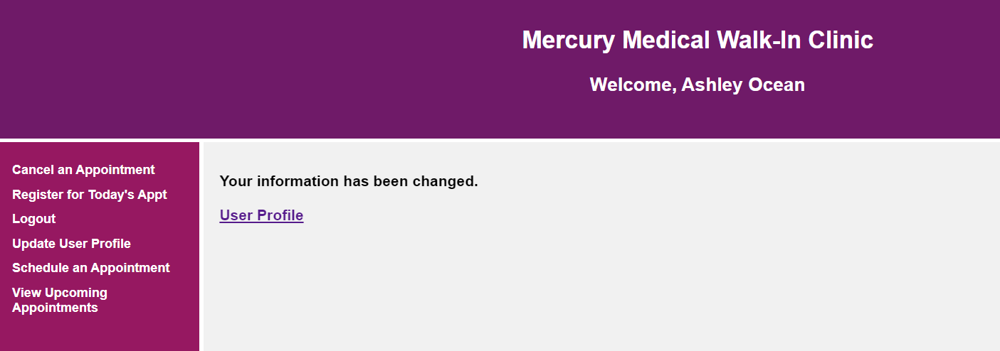 Mercury Medical Walk-In Clinic
Welcome, Ashley Ocean
Cancel an Appointment
Register for Today's Appt
Logout
Update User Profile
Schedule an Appointment
View Upcoming
Appointments
Your information has been changed.
User Profile